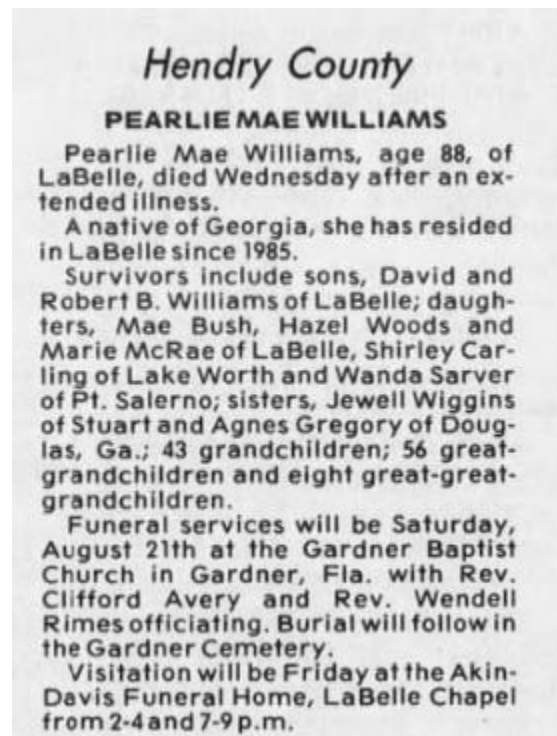 Hendry County
PEARLIE MAE WILLIAMS
Pearlie Mae Williams, age 88, of
LaBelle, died Wednesday after an ex-
tended illness.
A native of Georgia, she has resided
in LaBelle since 1985.
Survivors include sons, David and
Robert B. Williams of LaBelle; daugh-
ters, Mae Bush, Hazel Woods and
Marie McRae of LaBelle, Shirley Car-
ling of Lake Worth and Wanda Sarver
of Pt. Salerno; sisters, Jewell Wiggins
of Stuart and Agnes Gregory of Doug-
las, Ga.; 43 grandchildren; 56 great-
grandchildren and eight great-great-
grandchildren.
Funeral services will be Saturday,
August 21th at the Gardner Baptist
Church in Gardner, Fla. with Rev.
Clifford Avery and Rev. Wendell
Rimes officiating. Burial will follow in
the Gardner Cemetery.
Visitation will be Friday at the Akin-
Davis Funeral Home, LaBelle Chapel
from 2-4 and 7-9 p.m.